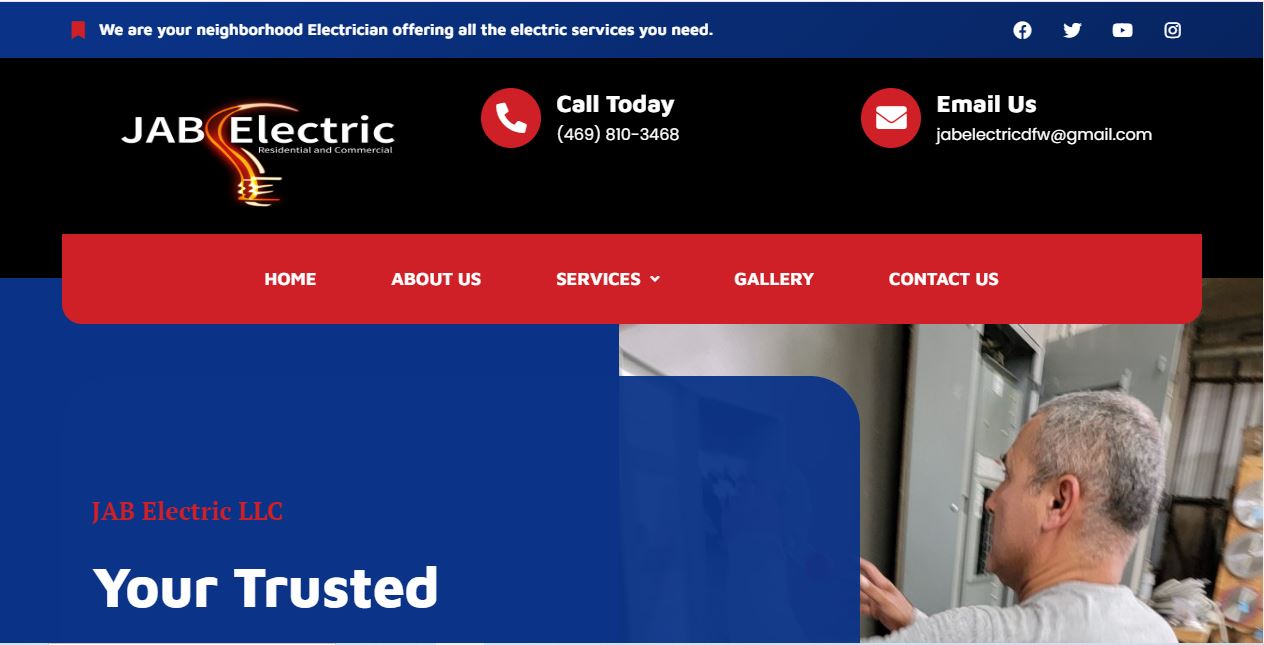 We are your neighborhood Electrician offering all the electric services you need.
JAB Electric
Residential and Commercial
Call Today
(469) 810-3468
Email Us
jabelectricdfw@gmail.com
HOME ABOUT US SERVICES GALLERY CONTACT US
JAB Electric LLC
Your Trusted